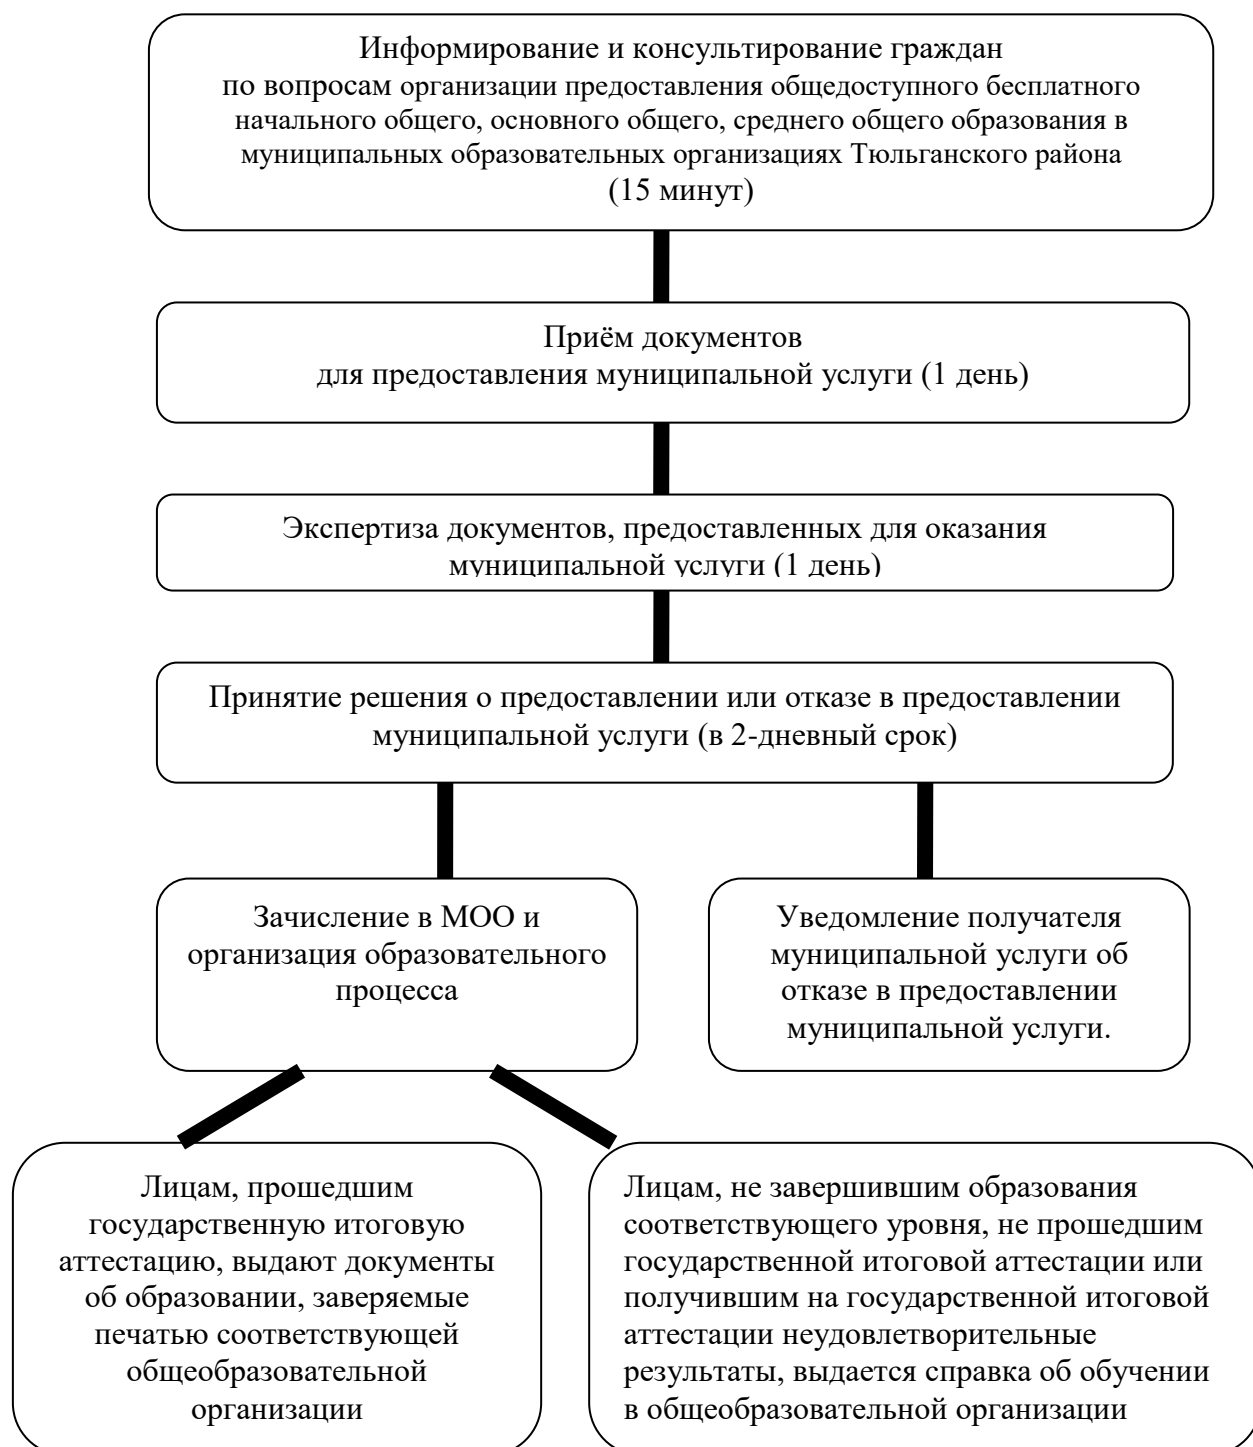 Информирование и консультирование граждан
по вопросам организации предоставления общедоступного бесплатного
начального общего, основного общего, среднего общего образования в
муниципальных образовательных организациях Тюльганского района
(15 минут)
Приём документов
для предоставления муниципальной услуги (1 день)
Экспертиза документов, предоставленных для оказания
муниципальной услуги (1 день)
Принятие решения о предоставлении или отказе в предоставлении
муниципальной услуги (в 2-дневный срок)
Зачисление в МОО и
организация образовательного
процесса
Уведомление получателя
муниципальной услуги об
отказе в предоставлении
муниципальной услуги.
Лицам, прошедшим
государственную итоговую
аттестацию, выдают документы
об образовании, заверяемые
печатью соответствующей
общеобразовательной
организации
Лицам, не завершившим образования
соответствующего уровня, не прошедшим
государственной итоговой аттестации или
получившим на государственной итоговой
аттестации неудовлетворительные
результаты, выдается справка об обучении
в общеобразовательной организации